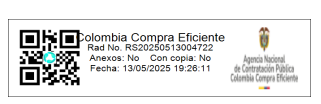 Colombia Compra Eficiente
Rad No. RS20250513004722
Anexos: No Con copia: No
Fecha: 13/05/2025 19:26:11
Agencia Nacional
de Contratación Pública
Colombia Compra Eficiente